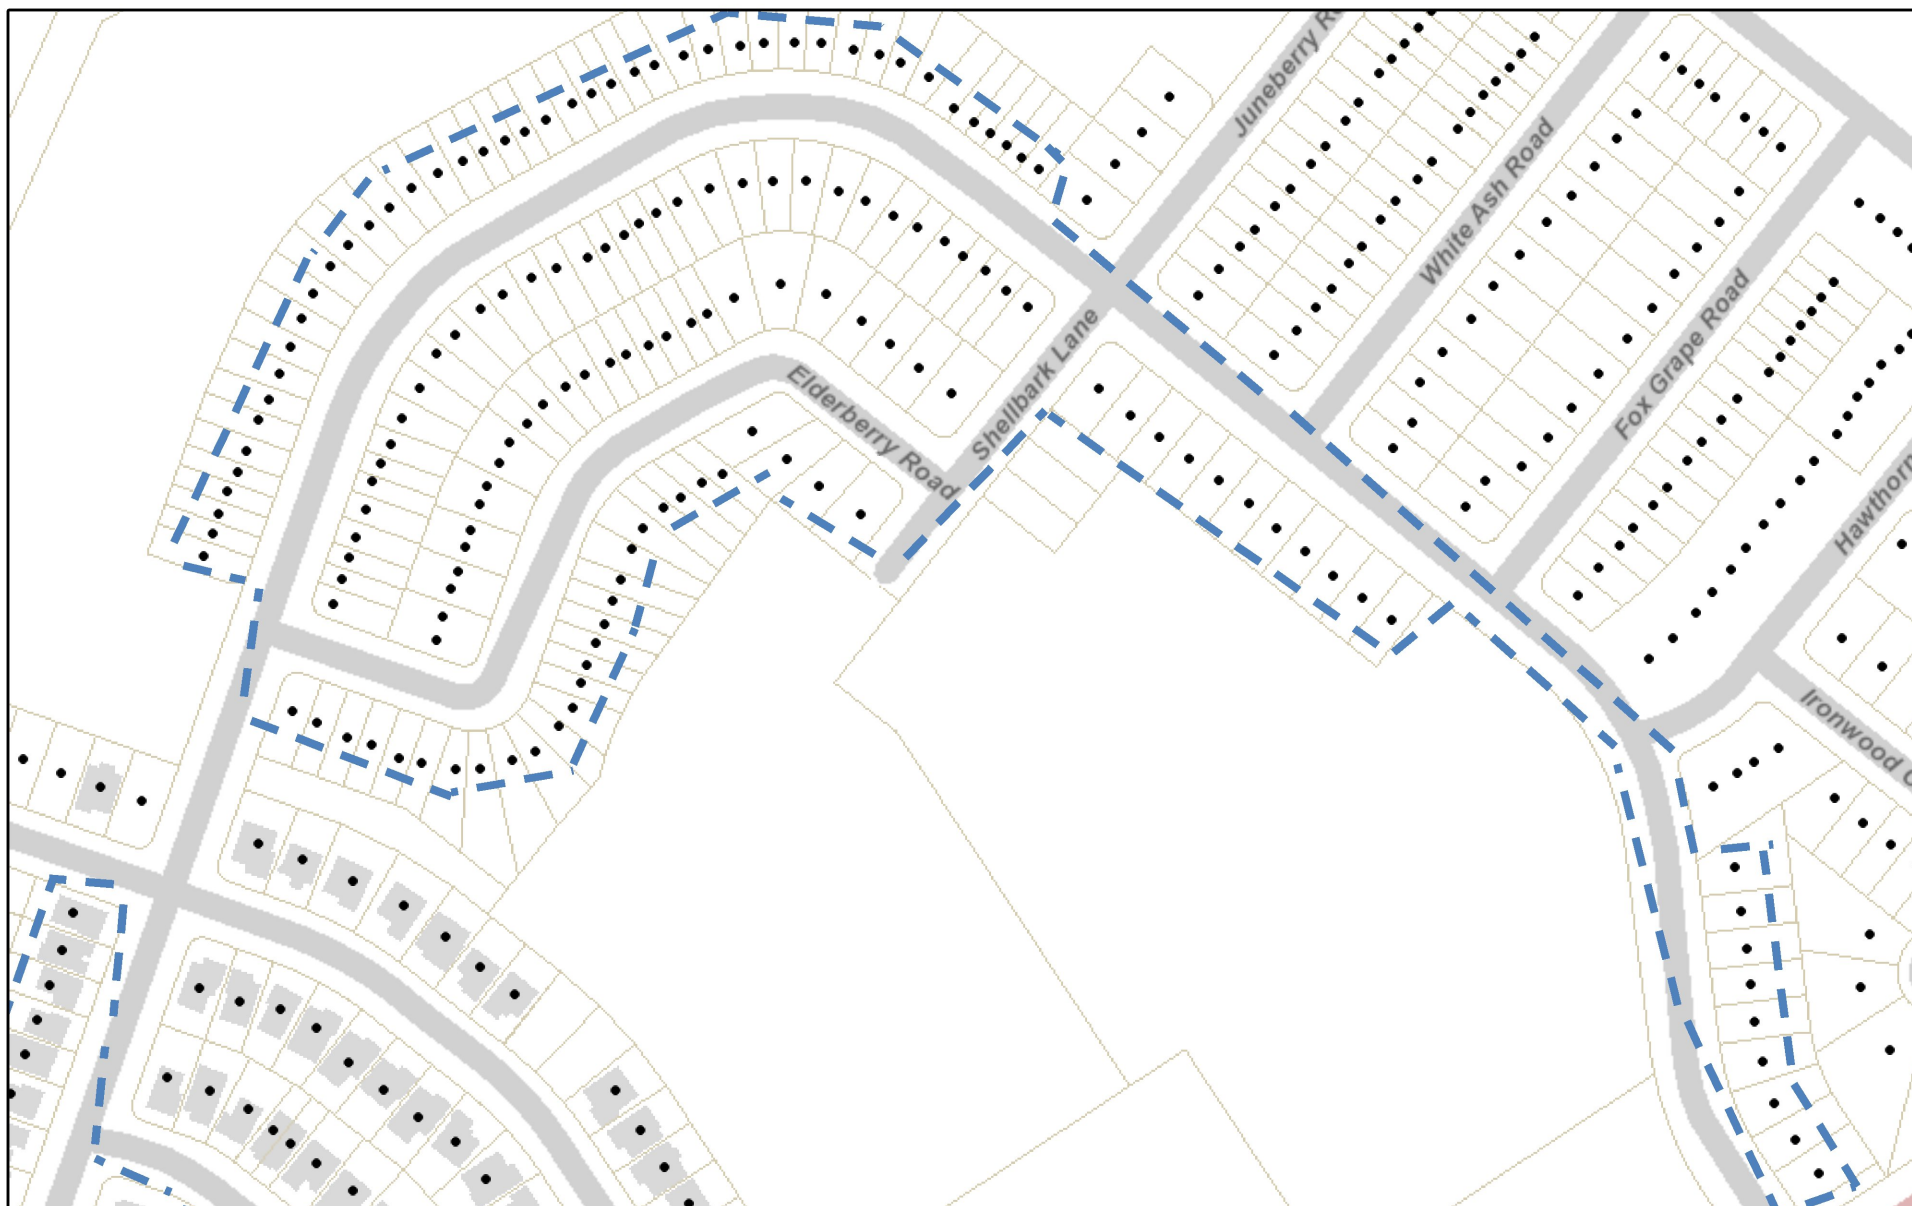 Juneberry
White Ash Road
Fox Grape Road
Shellbark Lane
Elderberry Road
Hawthorn
Ironwood